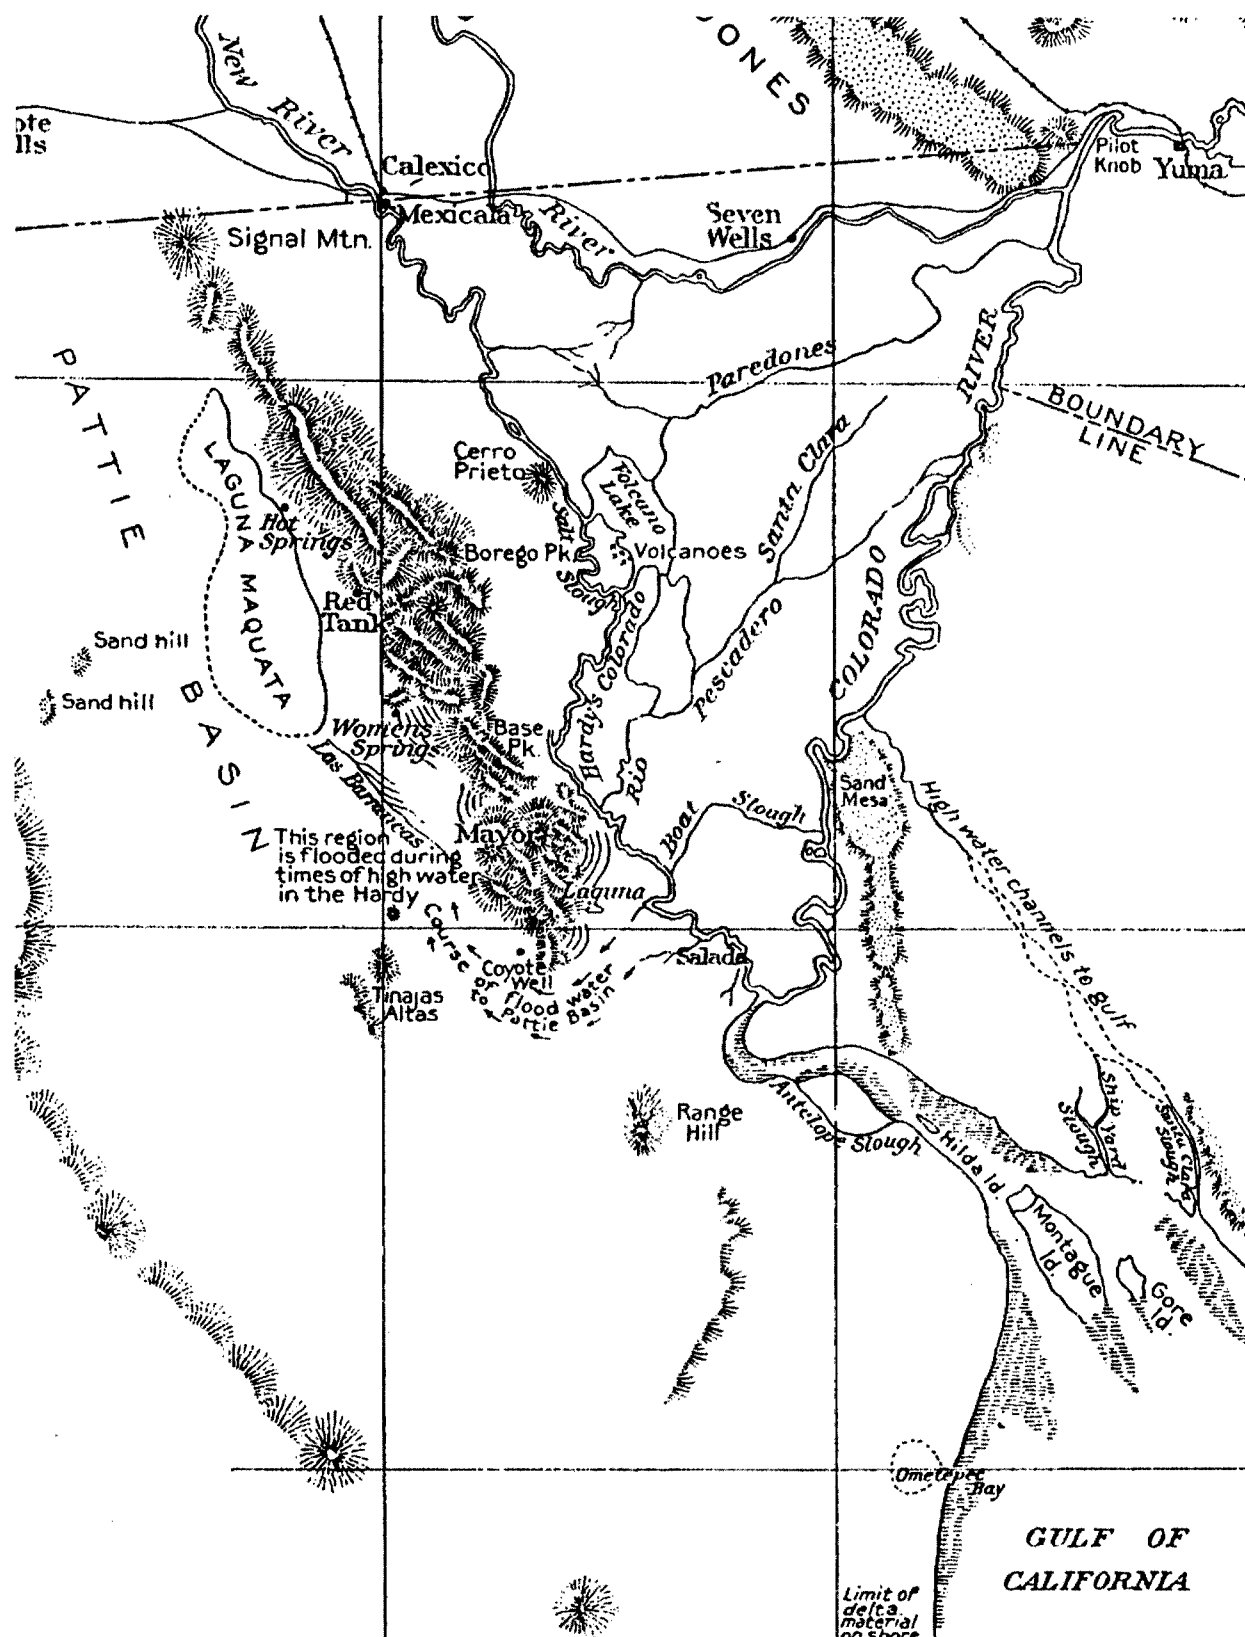 New River
ONES
Calexico
Mexicala
River
Pilot
Knob
Yuma
Seven
Wells
Signal Mtn.
RIVER
Paredones
BOUNDARY
LINE
PATTIE BASIN
LAGUNA MAQUATA
Cerro
Prieto
Volcano
Lake
Santa Clara
Hot
Springs
Salt
Slough
Borego Pk.
Volcanoes
Red
Tank
Hardy's Colorado
Pescadero
COLORADO
Sand hill
Sand hill
Womens
Springs
Base
Pk.
Las Barrancas
Rio
Sand
Mesa
Boat Slough
High water channels to gulf
Mayor
This region
is flooded during
times of high water
in the Hardy
Laguna
Salada
Course of flood water
to Pattie Basin
Coyote
Well
Tinajas
Altas
Range
Hill
Antelope Slough
Hilda Id.
Ship Yard
Slough
Santa Clara
Slough
Montague
Id.
Gore
Id.
Ometepec
Bay
GULF OF
CALIFORNIA
Limit of
delta
material
on shore